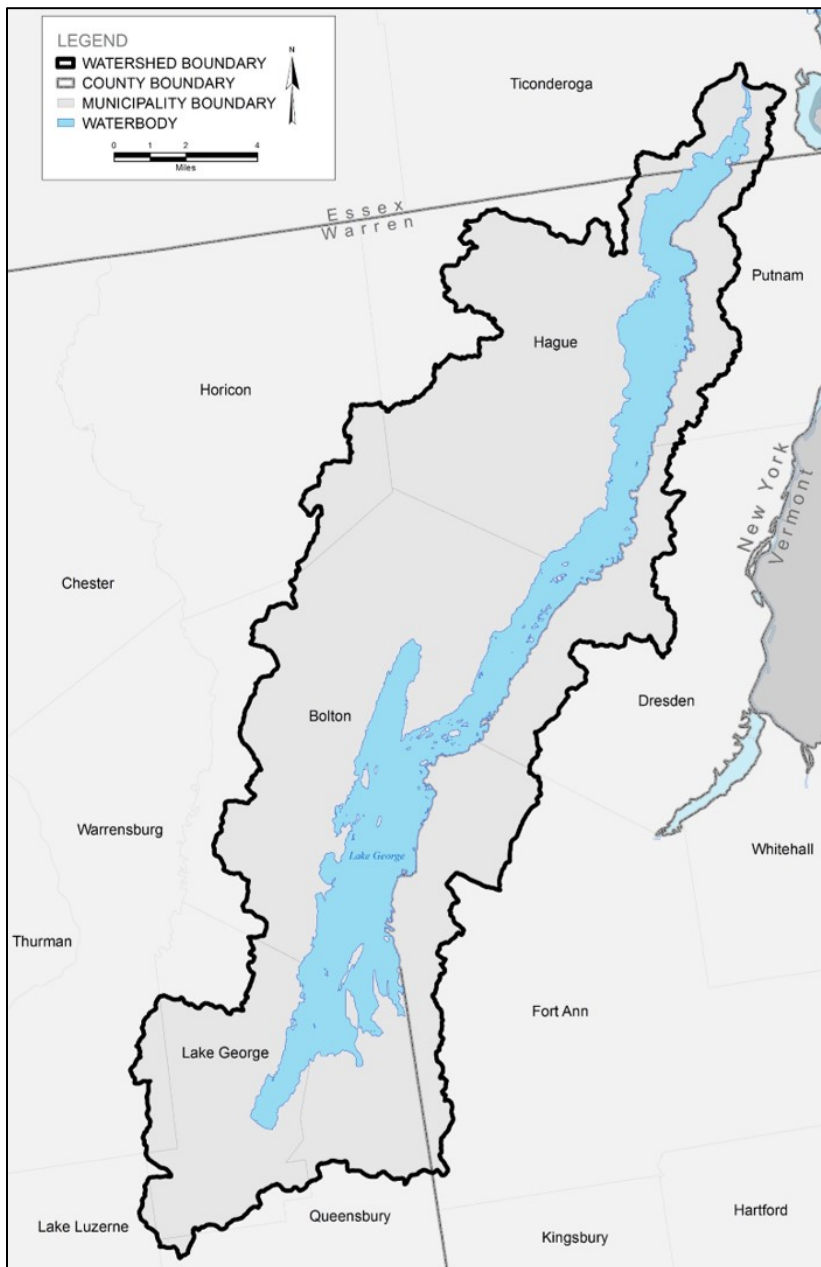 LEGEND
WATERSHED BOUNDARY
COUNTY BOUNDARY
MUNICIPALITY BOUNDARY
WATERBODY
N
0 1 2 4
Miles
Ticonderoga
Essex
Warren
Putnam
Hague
Horicon
New York
Vermont
Chester
Dresden
Bolton
Warrensburg
Lake George
Whitehall
Thurman
Fort Ann
Lake George
Hartford
Queensbury
Lake Luzerne
Kingsbury